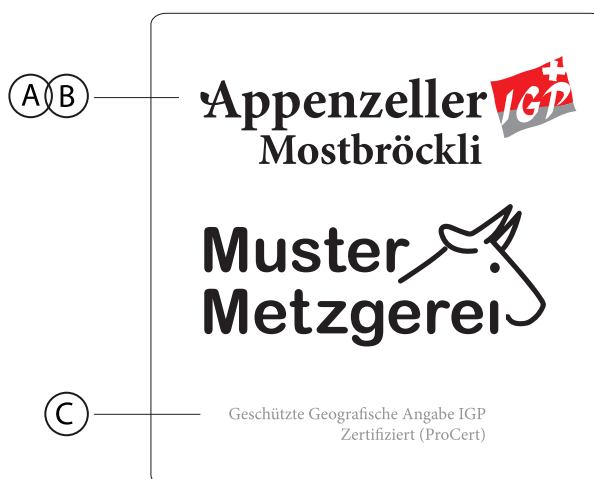 A B
Appenzeller IGP
Mostbröckli
Muster
Metzgerei
C
Geschützte Geografische Angabe IGP
Zertifiziert (ProCert)